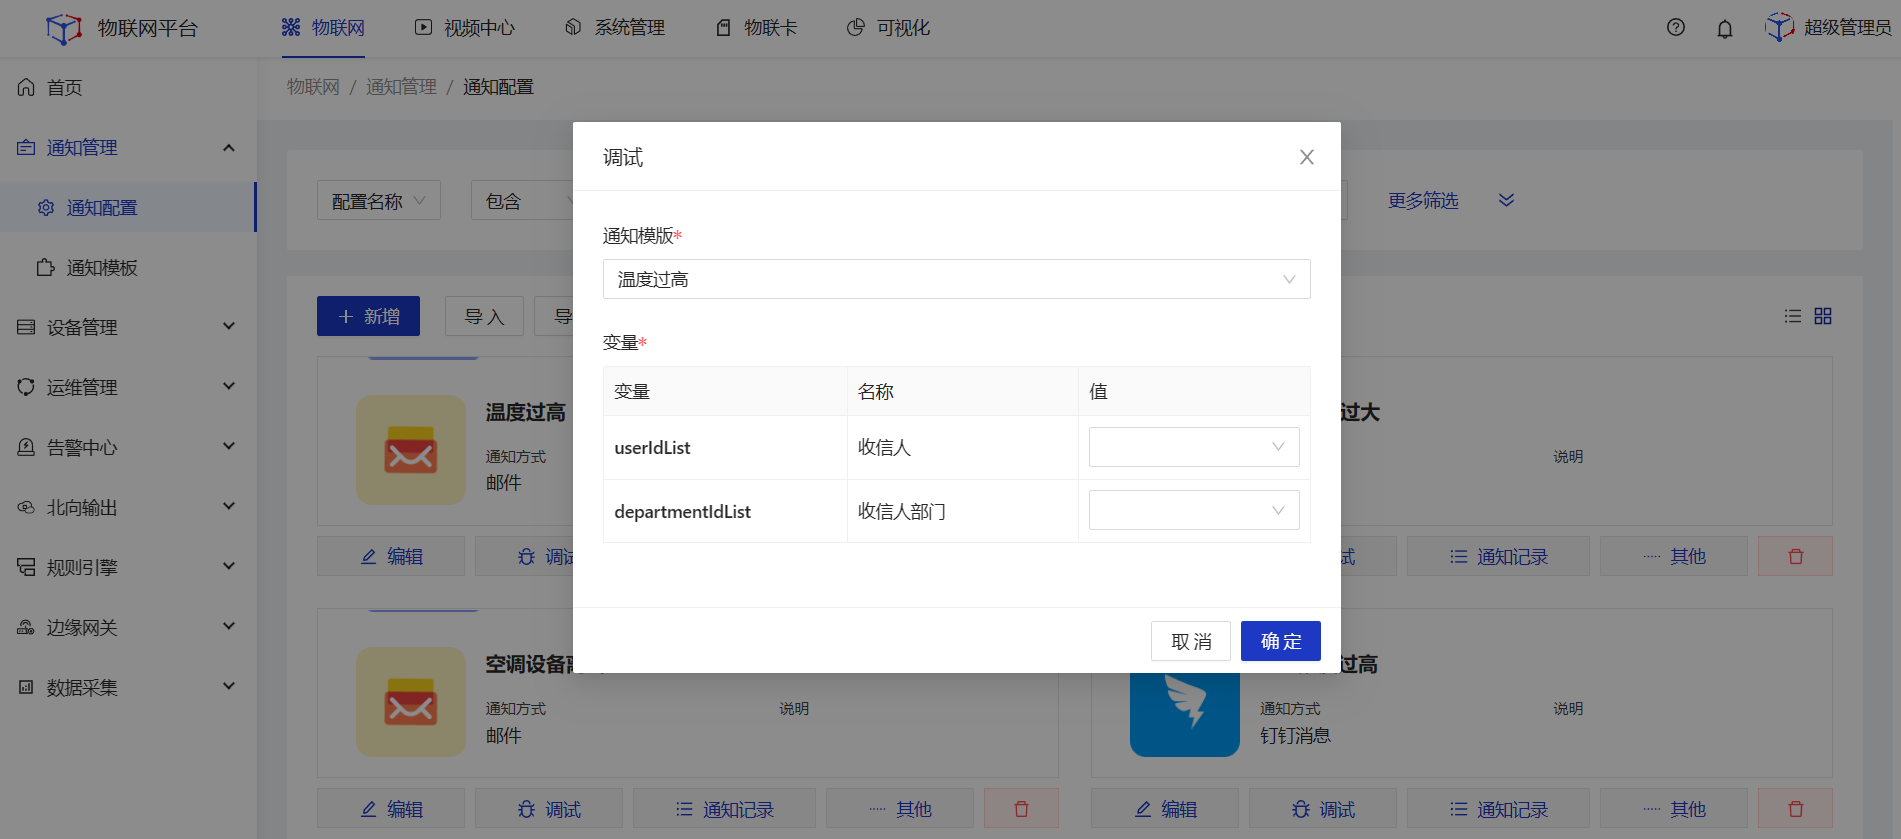 物联网平台
物联网
视频中心
系统管理
物联卡
可视化
超级管理员
首页
通知管理
通知配置
通知模板
设备管理
运维管理
告警中心
北向输出
规则引擎
边缘网关
数据采集
物联网 / 通知管理 / 通知配置
配置名称
包含
更多筛选
新增
导入
导
调试
通知模版*
温度过高
变量*
变量 名称 值
userIdList 收信人
departmentIdList 收信人部门
取消
确定
温度过高
通知方式
邮件
过大
说明
编辑
调试
试
通知记录
其他
空调设备
通知方式
说明
邮件
过高
通知方式
说明
钉钉消息
编辑
调试
通知记录
其他
编辑
调试
通知记录
其他